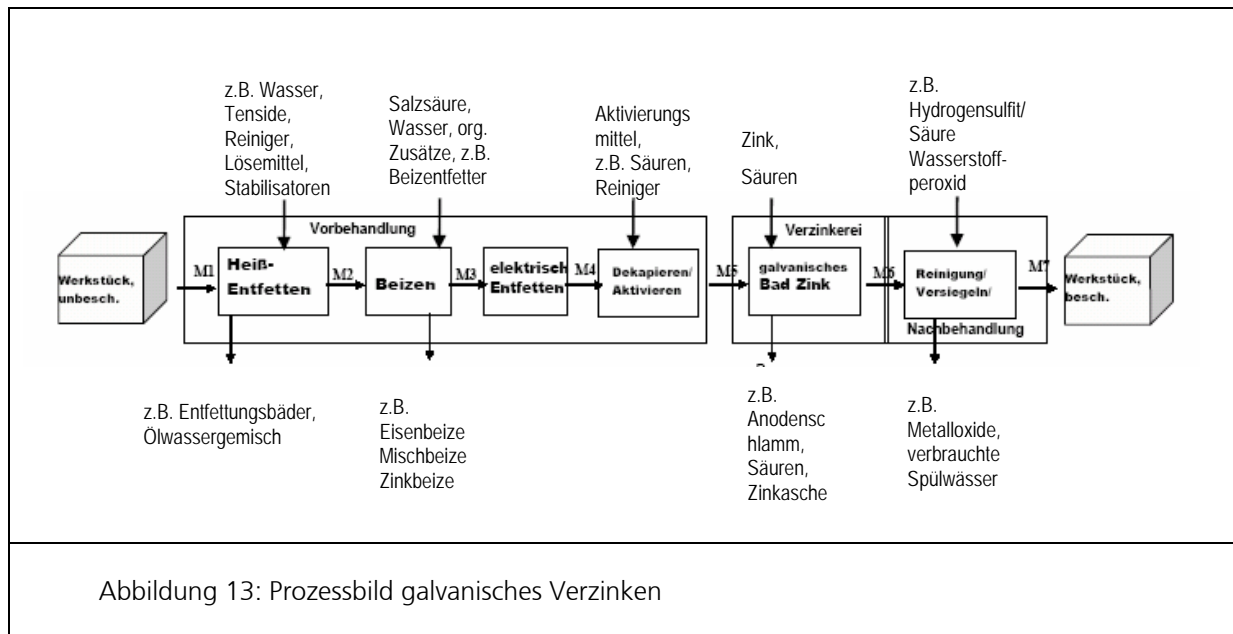 z.B. Wasser,
Tenside,
Reiniger,
Lösemittel,
Stabilisatoren
Salzsäure,
Wasser, org.
Zusätze, z.B.
Beizentfetter
Aktivierungs
mittel,
z.B. Säuren,
Reiniger
Zink,
Säuren
z.B.
Hydrogensulfit/
Säure
Wasserstoff-
peroxid
Vorbehandlung
Verzinkerei
Werkstück,
unbesch.
M1
Heiß-
Entfetten
M2
Beizen
M3
elektrisch
Entfetten
M4
Dekapieren/
Aktivieren
M5
galvanisches
Bad Zink
M6
Reinigung/
Versiegeln/
Nachbehandlung
M7
Werkstück,
besch.
z.B. Entfettungsbäder,
Ölwassergemisch
z.B.
Eisenbeize
Mischbeize
Zinkbeize
z.B.
Anodensc
hlamm,
Säuren,
Zinkasche
z.B.
Metalloxide,
verbrauchte
Spülwässer
Abbildung 13: Prozessbild galvanisches Verzinken